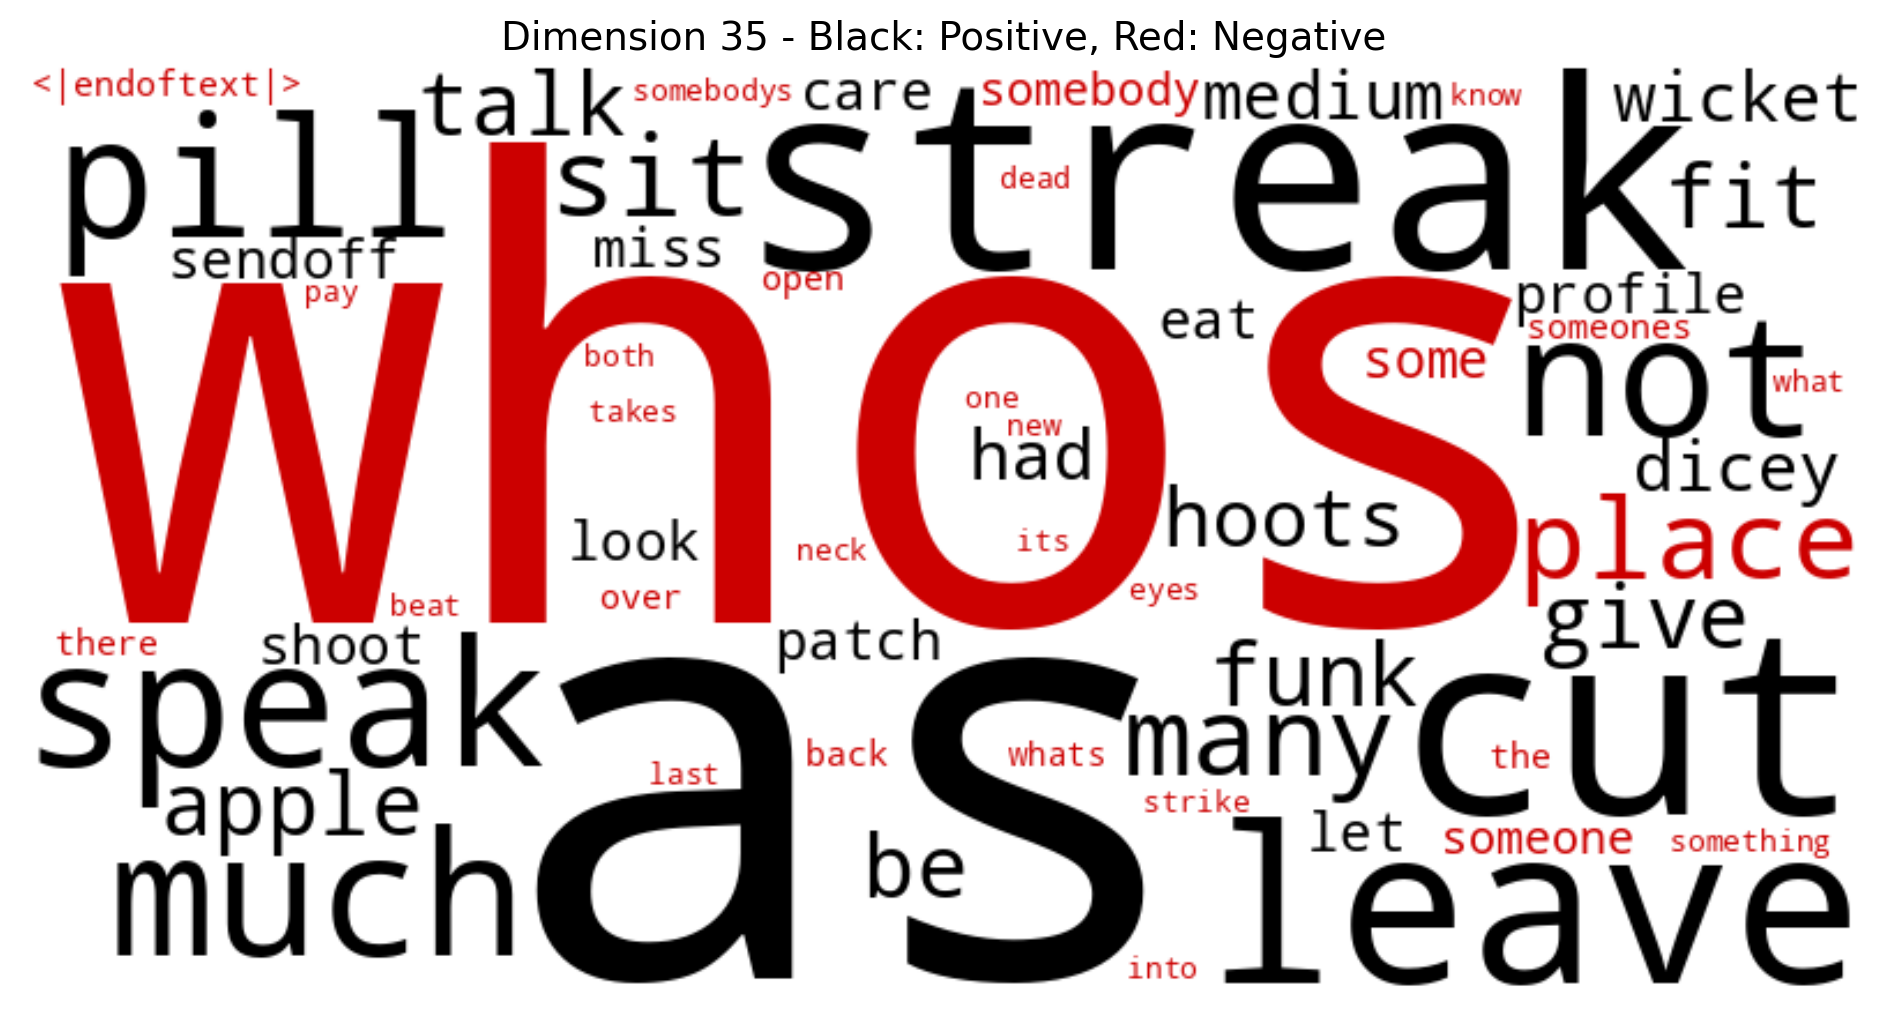 Dimension 35 - Black: Positive, Red: Negative
<|endoftext|> talk somebodys care somebody medium know wicket
pill sit streak dead fit
sendoff miss open profile
pay eat someones
whos both some not what
takes one new had dicey
look neck its hoots place
beat over eyes give
there shoot patch funk
speak as back whats many cut the
apple last strike let someone something
much be leave
into